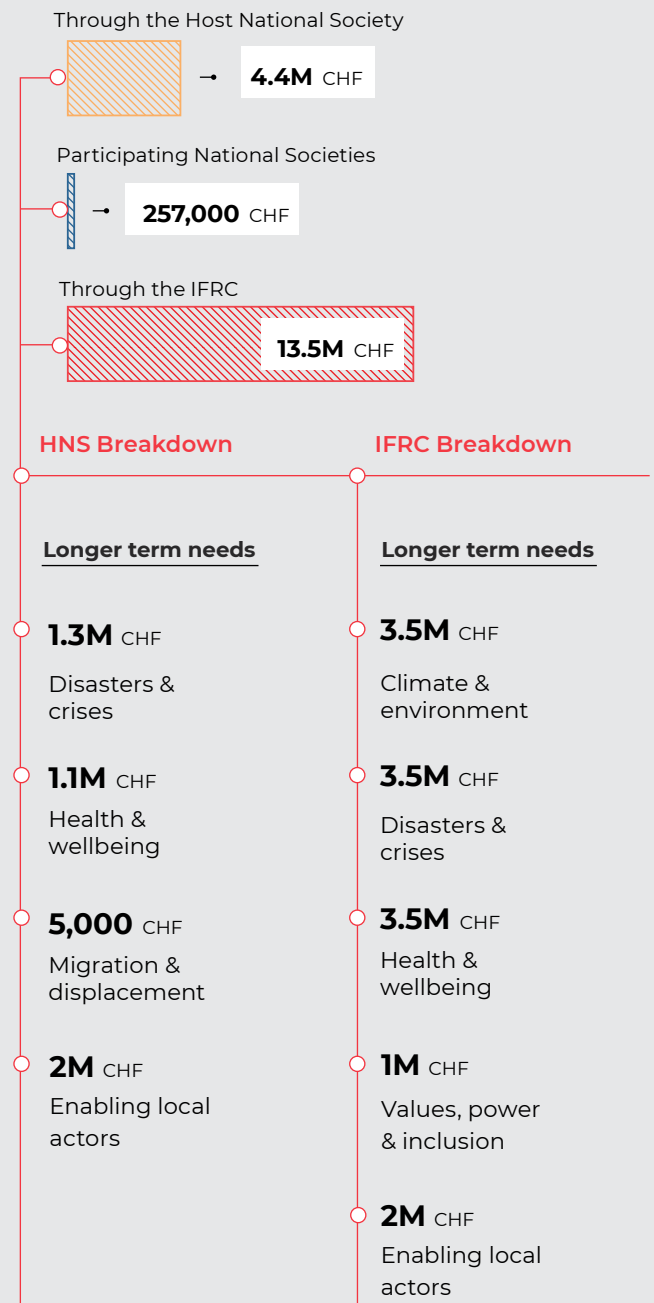 Through the Host National Society
4.4M CHF
Participating National Societies
257,000 CHF
Through the IFRC
13.5M CHF
HNS Breakdown
Longer term needs
1.3M CHF
Disasters &
crises
1.1M CHF
Health &
wellbeing
5,000 CHF
Migration &
displacement
2M CHF
Enabling local
actors
IFRC Breakdown
Longer term needs
3.5M CHF
Climate &
environment
3.5M CHF
Disasters &
crises
3.5M CHF
Health &
wellbeing
1M CHF
Values, power
& inclusion
2M CHF
Enabling local
actors